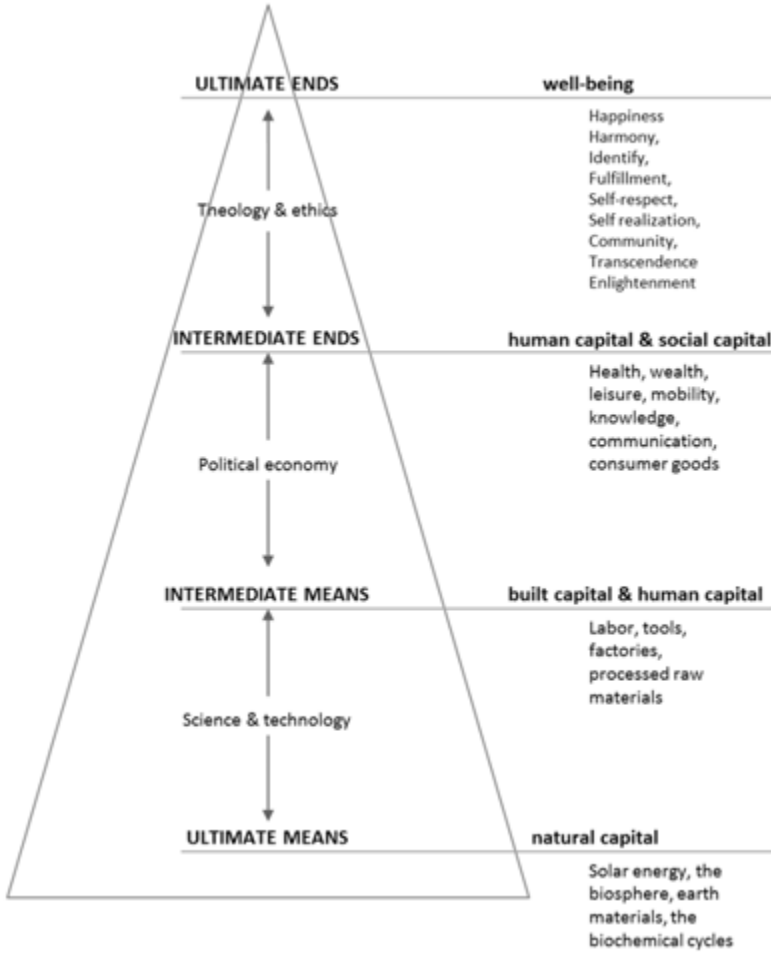 ULTIMATE ENDS well-being
Happiness
Harmony,
Identify,
Fulfillment,
Self-respect,
Self realization,
Community,
Transcendence
Enlightenment
Theology & ethics
INTERMEDIATE ENDS human capital & social capital
Health, wealth,
leisure, mobility,
knowledge,
communication,
consumer goods
Political economy
INTERMEDIATE MEANS built capital & human capital
Labor, tools,
factories,
processed raw
materials
Science & technology
ULTIMATE MEANS natural capital
Solar energy, the
biosphere, earth
materials, the
biochemical cycles